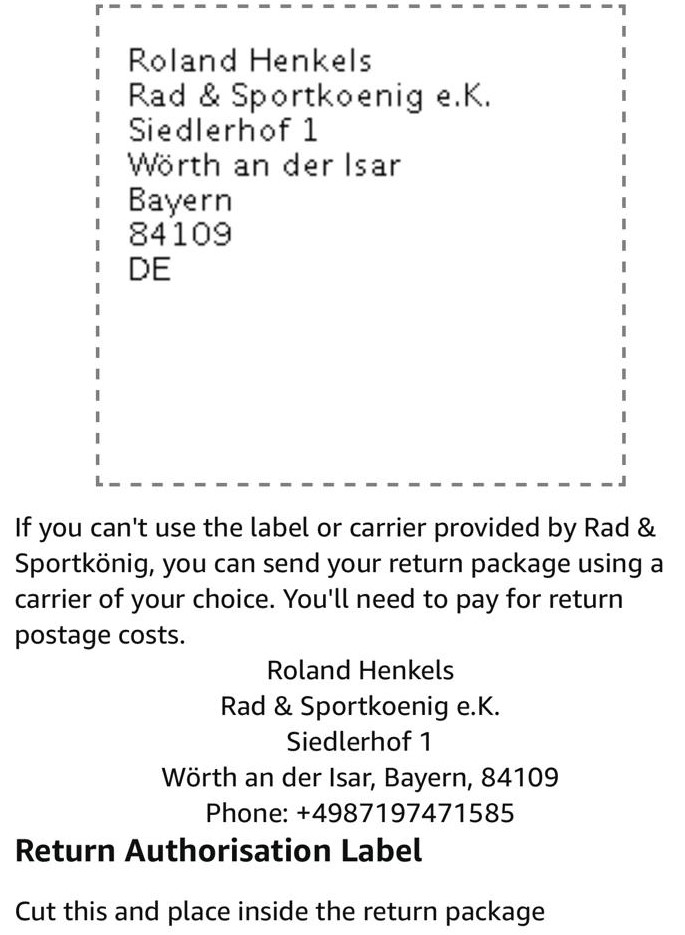 Roland Henkels
Rad & Sportkoenig e.K.
Siedlerhof 1
Wörth an der Isar
Bayern
84109
DE
If you can't use the label or carrier provided by Rad &
Sportkönig, you can send your return package using a
carrier of your choice. You'll need to pay for return
postage costs.
Roland Henkels
Rad & Sportkoenig e.K.
Siedlerhof 1
Wörth an der Isar, Bayern, 84109
Phone: +4987197471585
Return Authorisation Label
Cut this and place inside the return package